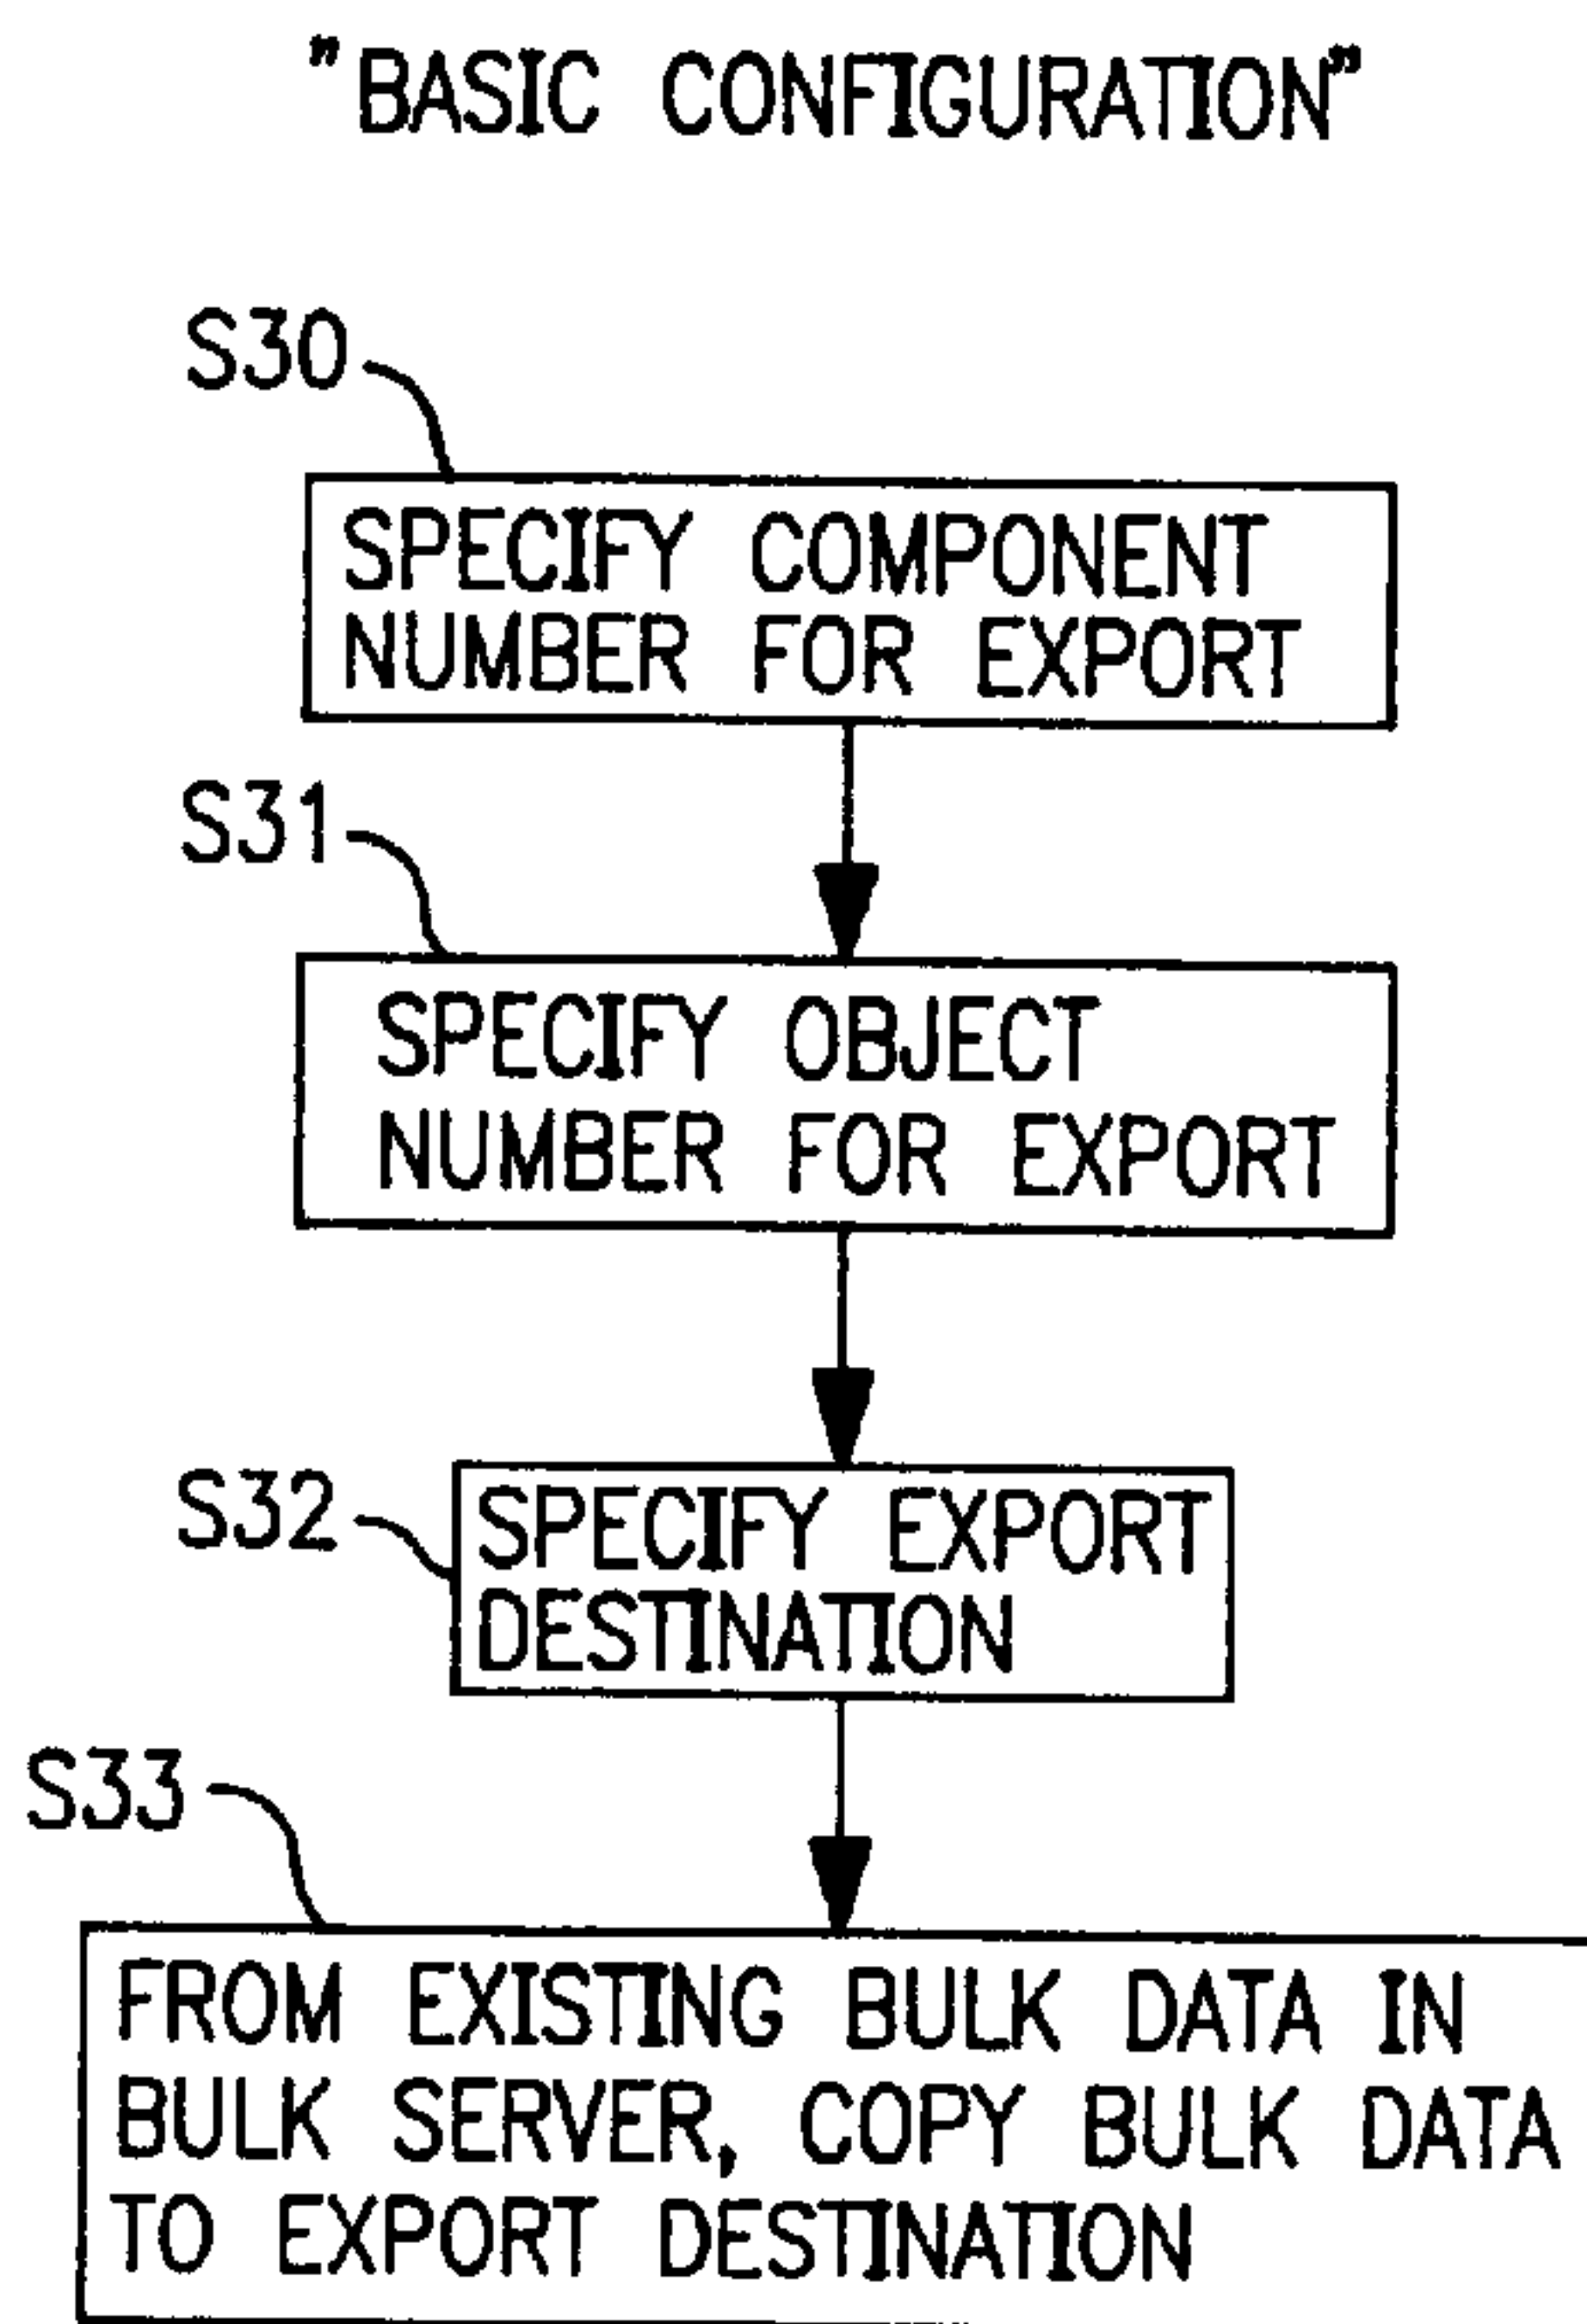 "BASIC CONFIGURATION"
S30
SPECIFY COMPONENT
NUMBER FOR EXPORT
S31
SPECIFY OBJECT
NUMBER FOR EXPORT
S32
SPECIFY EXPORT
DESTINATION
S33
FROM EXISTING BULK DATA IN
BULK SERVER, COPY BULK DATA
TO EXPORT DESTINATION